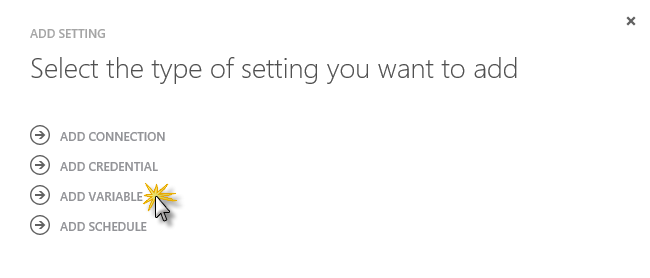 ADD SETTING
Select the type of setting you want to add
ADD CONNECTION
ADD CREDENTIAL
ADD VARIABLE
ADD SCHEDULE